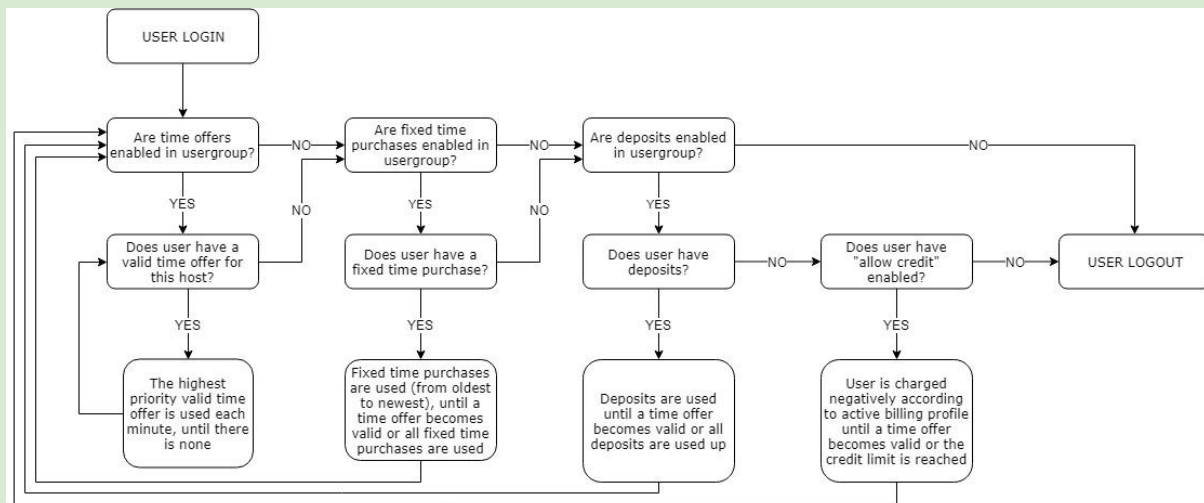 USER LOGIN
Are time offers
enabled in usergroup?
NO
Are fixed time
purchases enabled in
usergroup?
NO
Are deposits enabled
in usergroup?
NO
YES
NO
YES
NO
YES
Does user have a
valid time offer for
this host?
Does user have a
fixed time purchase?
Does user have
deposits?
NO
Does user have
"allow credit"
enabled?
NO
USER LOGOUT
YES
YES
YES
YES
The highest
priority valid time
offer is used each
minute, until there
is none
Fixed time purchases
are used (from oldest
to newest), until a
time offer becomes
valid or all fixed time
purchases are used
Deposits are used
until a time offer
becomes valid or all
deposits are used up
User is charged
negatively according
to active billing profile
until a time offer
becomes valid or the
credit limit is reached